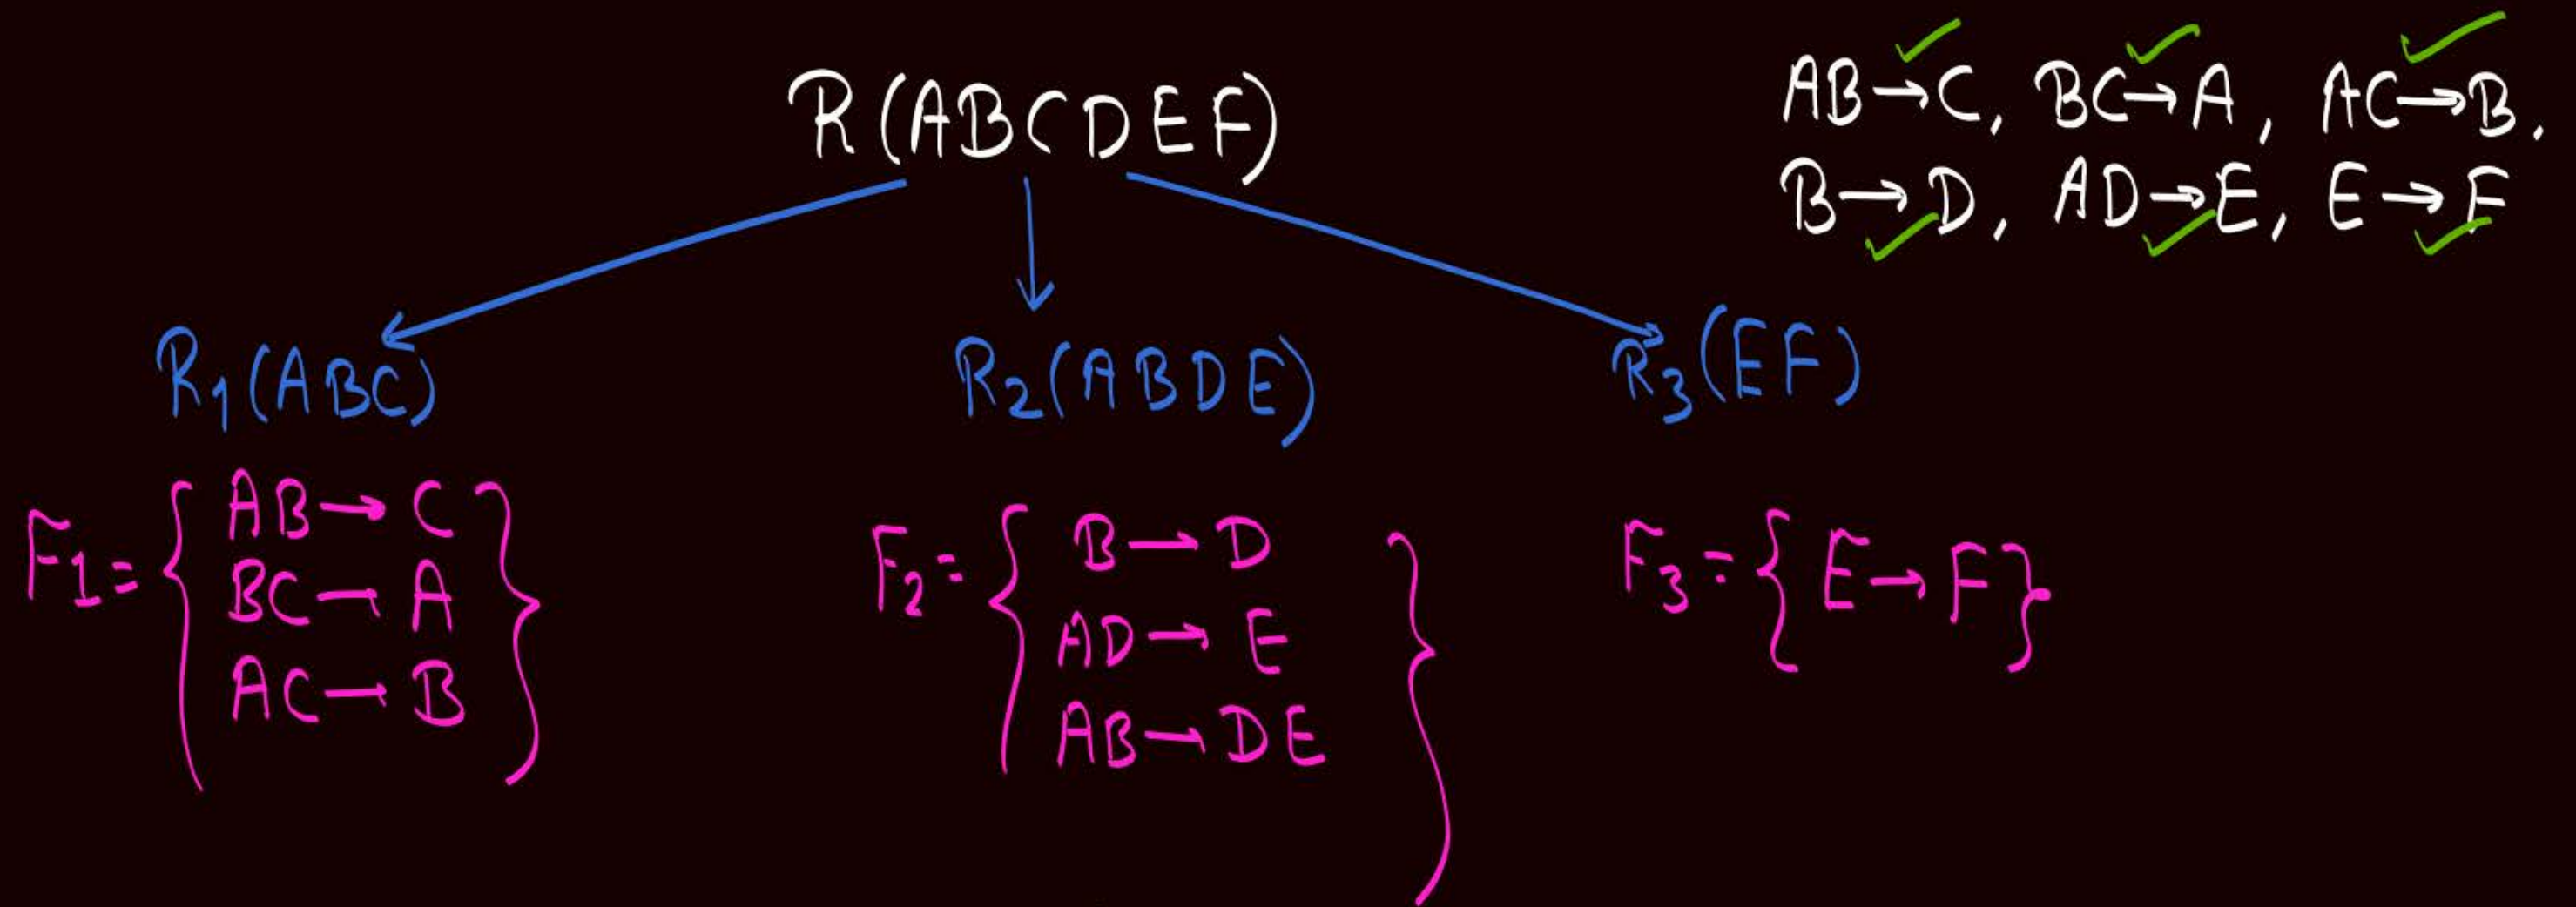 R(ABCDEF)
AB→C, BC→A, AC→B,
B→D, AD→E, E→F
R1(ABC)
R2(ABDE)
R3(EF)
F1= { AB→C
BC→A
AC→B }
F2= { B→D
AD→E
AB→DE }
F3= { E→F }